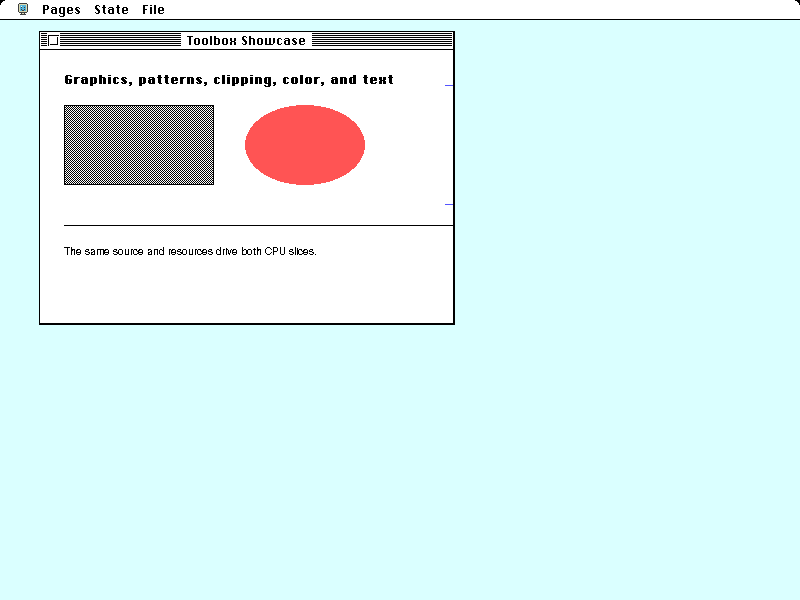 Pages State File
Toolbox Showcase
Graphics, patterns, clipping, color, and text
The same source and resources drive both CPU slices.